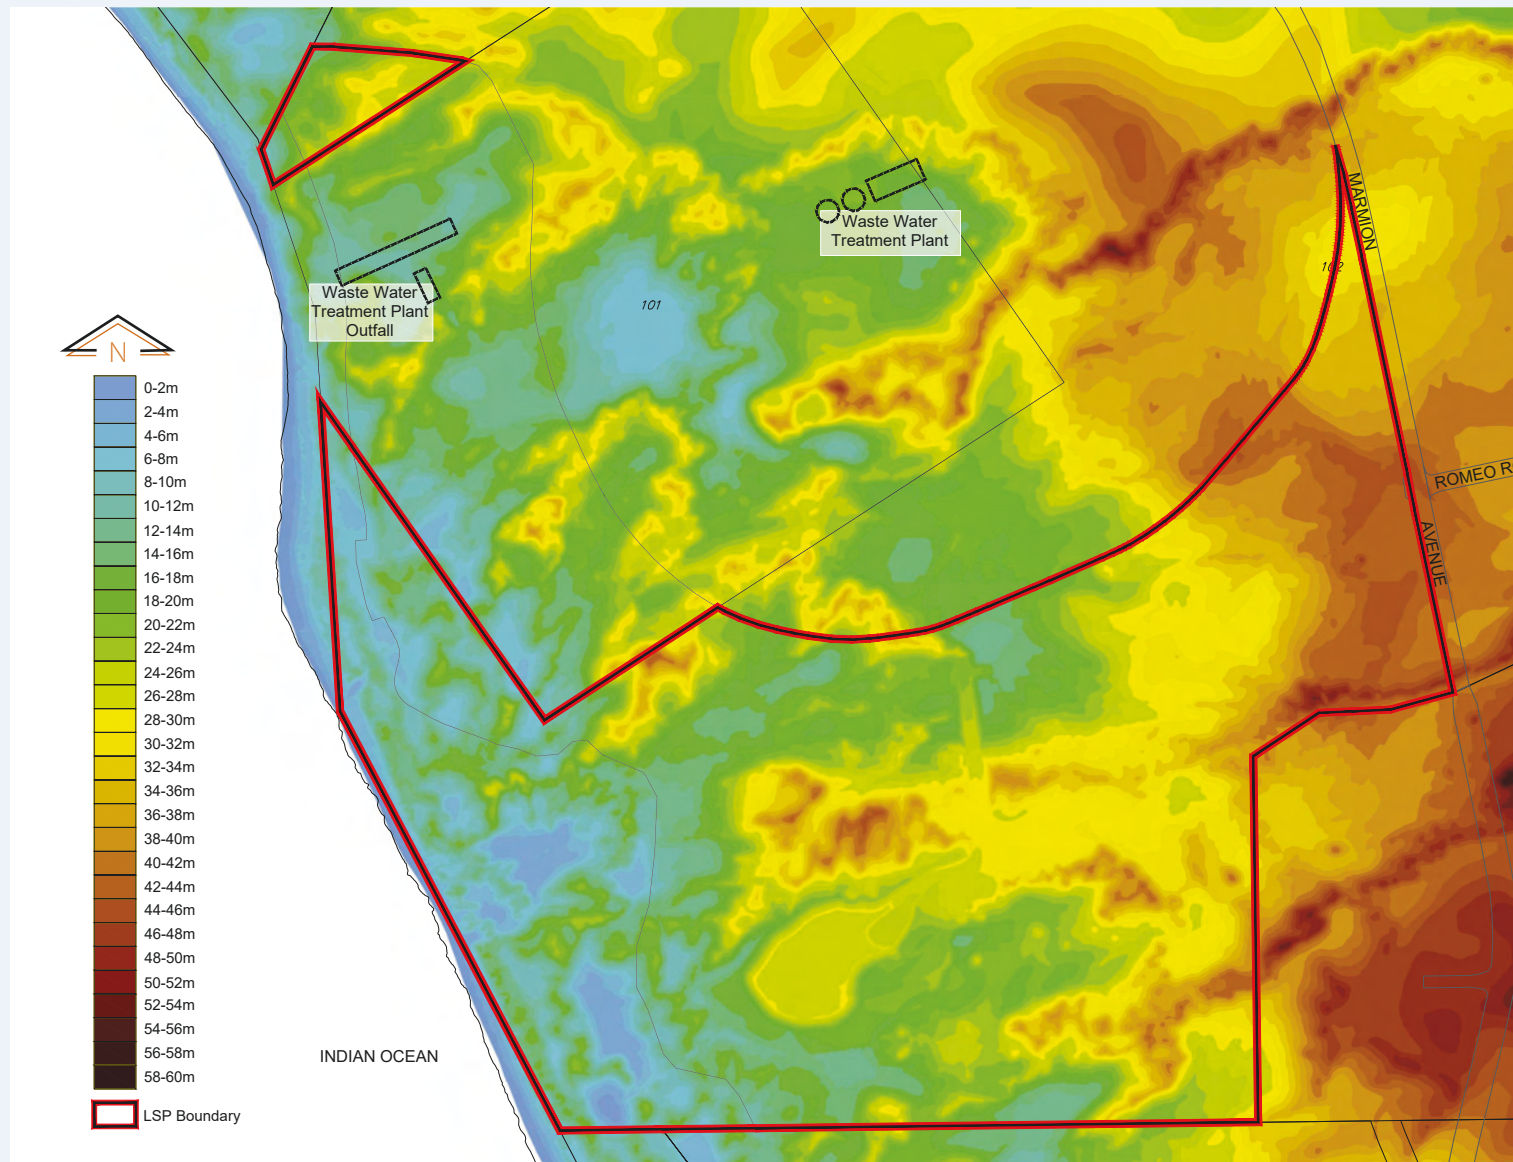 MARMION
Waste Water
Treatment Plant
102
Waste Water
Treatment Plant
Outfall
101
N
ROMEO R
AVENUE
0-2m
2-4m
4-6m
6-8m
8-10m
10-12m
12-14m
14-16m
16-18m
18-20m
20-22m
22-24m
24-26m
26-28m
28-30m
30-32m
32-34m
34-36m
36-38m
38-40m
40-42m
42-44m
44-46m
46-48m
48-50m
50-52m
52-54m
54-56m
56-58m
58-60m
INDIAN OCEAN
LSP Boundary